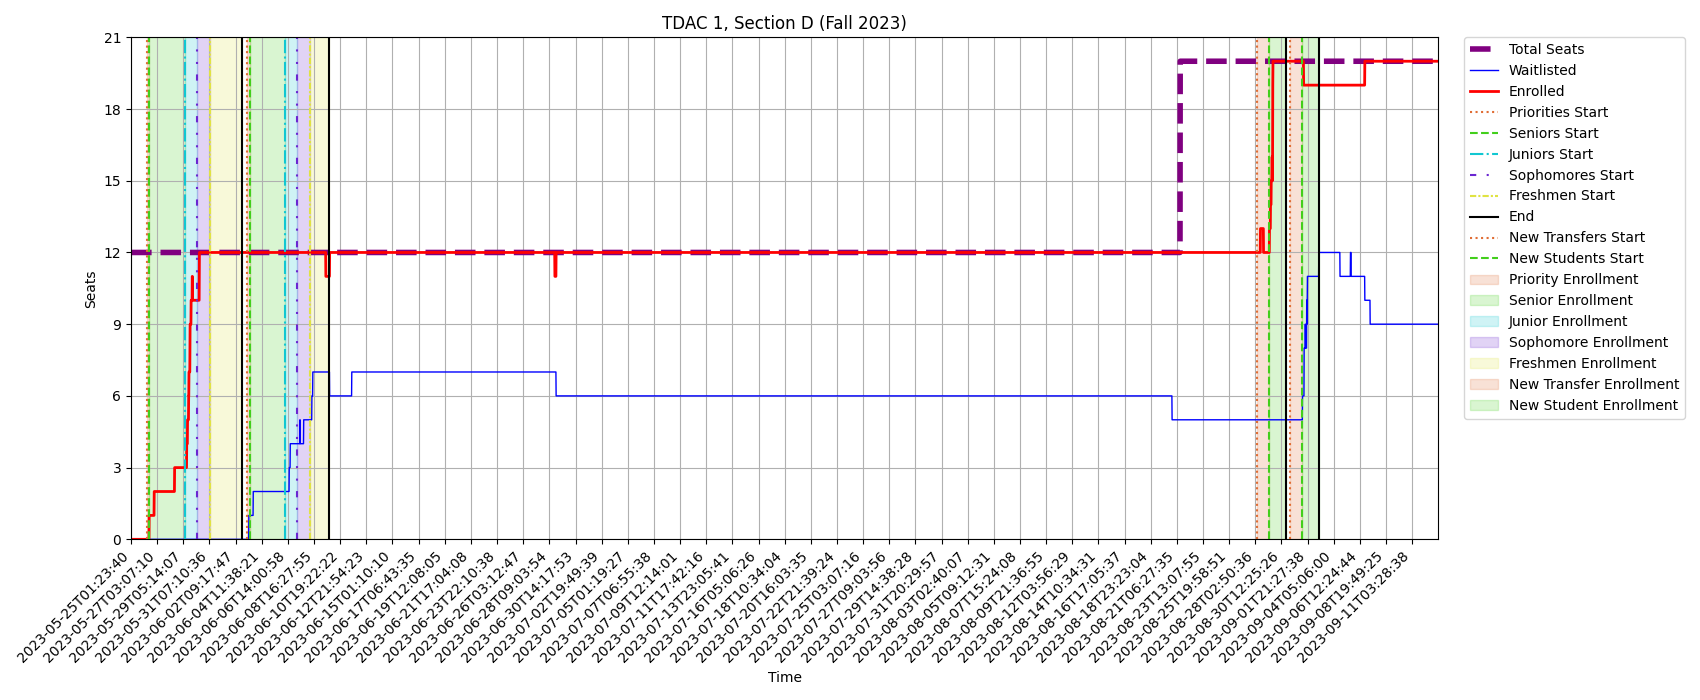 TDAC 1, Section D (Fall 2023)
21
18
15
12
9
6
3
0
Seats
2023-05-25T01:23:40
2023-05-27T03:07:10
2023-05-29T05:14:07
2023-05-31T07:10:36
2023-06-02T09:17:47
2023-06-04T11:38:21
2023-06-06T14:00:58
2023-06-08T16:27:55
2023-06-10T19:22:22
2023-06-12T21:54:23
2023-06-15T01:10:10
2023-06-17T06:43:35
2023-06-19T12:08:05
2023-06-21T17:04:08
2023-06-23T22:10:38
2023-06-26T03:12:47
2023-06-28T09:03:54
2023-06-30T14:17:53
2023-07-02T19:49:39
2023-07-05T01:19:27
2023-07-07T06:55:38
2023-07-09T12:14:01
2023-07-11T17:42:16
2023-07-13T23:05:41
2023-07-16T05:06:26
2023-07-18T10:34:04
2023-07-20T16:03:35
2023-07-22T21:39:24
2023-07-25T03:07:16
2023-07-27T09:03:56
2023-07-29T14:38:28
2023-07-31T20:29:57
2023-08-03T02:40:07
2023-08-05T09:12:31
2023-08-07T15:24:08
2023-08-09T21:36:55
2023-08-12T03:56:29
2023-08-14T10:34:31
2023-08-16T17:05:37
2023-08-18T23:23:04
2023-08-21T06:27:35
2023-08-23T13:07:55
2023-08-25T19:58:51
2023-08-28T02:50:36
2023-08-30T12:25:26
2023-09-01T21:27:38
2023-09-04T05:06:00
2023-09-06T12:24:44
2023-09-08T19:49:25
2023-09-11T03:28:38
Time
Total Seats
Waitlisted
Enrolled
Priorities Start
Seniors Start
Juniors Start
Sophomores Start
Freshmen Start
End
New Transfers Start
New Students Start
Priority Enrollment
Senior Enrollment
Junior Enrollment
Sophomore Enrollment
Freshmen Enrollment
New Transfer Enrollment
New Student Enrollment